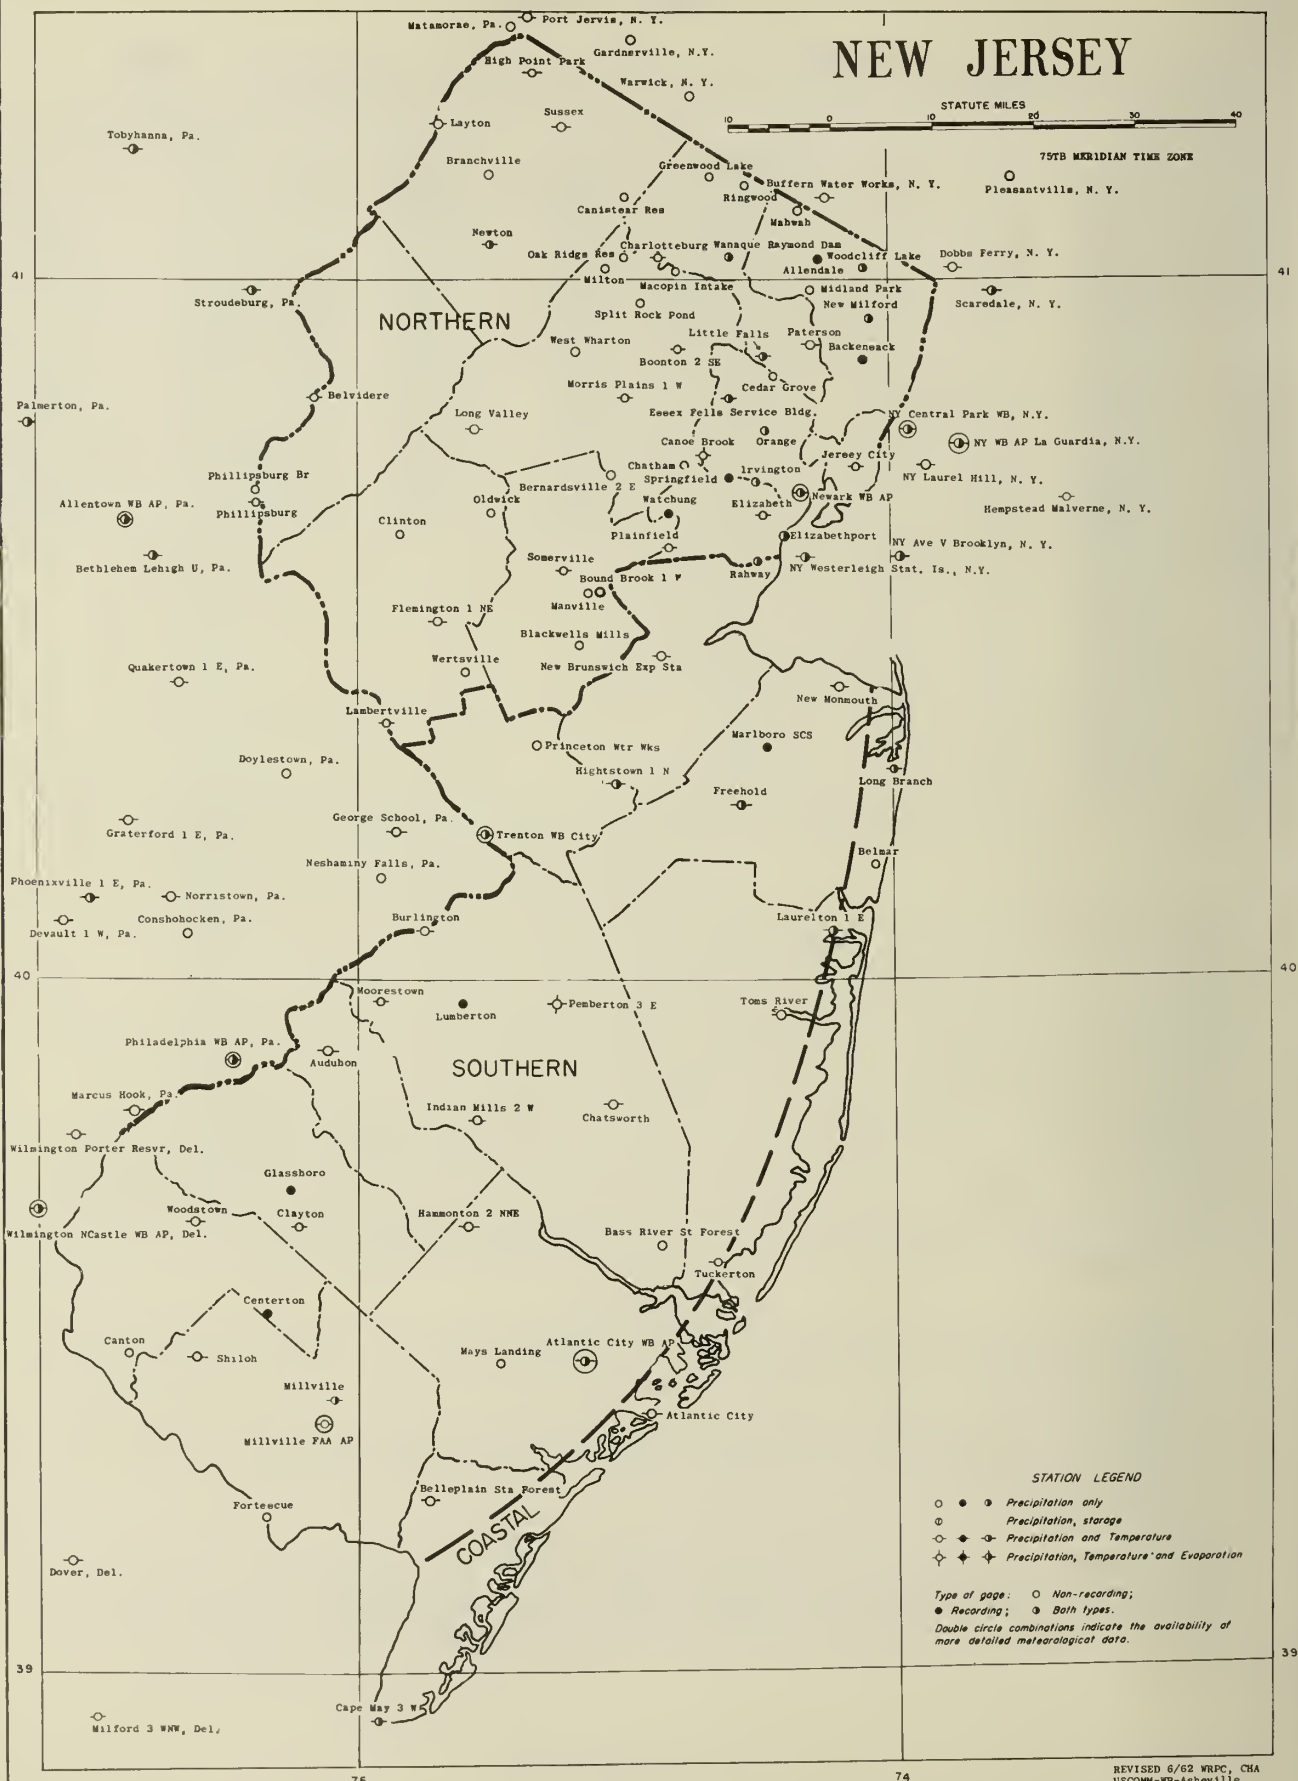 NEW JERSEY
STATUTE MILES
10 0 10 20 30 40
75TB MERIDIAN TIME ZONE
Matamorae, Pa.
Port Jervis, N. Y.
Gardnerville, N.Y.
High Point Park
Warwick, N. Y.
Layton
Sussex
Tobyhanna, Pa.
Branchville
Greenwood Lake
Pleasantville, N. Y.
Ringwood
Buffern Water Works, N. Y.
Canistear Res
Mahwah
Newton
Oak Ridge Res
Charlotteburg
Wanaque Raymond Dam
Woodcliff Lake
Dobbs Ferry, N. Y.
Allendale
41
41
Milton
Macopin Intake
Midland Park
Stroudeburg, Pa.
Scaredale, N. Y.
New Milford
Split Rock Pond
NORTHERN
Little Falls
Paterson
West Wharton
Boonton 2 SE
Backeneack
Morris Plains 1 W
Cedar Grove
Belvidere
Palmerton, Pa.
Long Valley
Eeeex Fells Service Bldg.
NY Central Park WB, N.Y.
Canoe Brook
Orange
NY WB AP La Guardia, N.Y.
Jersey City
Chatham
Irvington
Phillipsburg Br
Springfield
NY Laurel Hill, N. Y.
Bernardsville 2 E
Newark WB AP
Allentown WB AP, Pa.
Oldwick
Watchung
Elizabeth
Hempstead Malverne, N. Y.
Phillipsburg
Clinton
Plainfield
Elizabethport
NY Ave V Brooklyn, N. Y.
Bethlehem Lehigh U, Pa.
Somerville
Rahway
NY Westerleigh Stat. Is., N.Y.
Bound Brook 1 W
Manville
Flemington 1 NE
Blackwells Mills
Wertsville
New Brunswick Exp Sta
Quakertown 1 E, Pa.
New Monmouth
Lambertville
Princeton Wtr Wks
Marlboro SCS
Doylestown, Pa.
Hightstown 1 N
Long Branch
Freehold
Graterford 1 E, Pa.
George School, Pa.
Trenton WB City
Neshaminy Falls, Pa.
Belmar
Phoenixville 1 E, Pa.
Norristown, Pa.
Conshohocken, Pa.
Burlington
Laurelton 1 E
Devault 1 W, Pa.
40
40
Moorestown
Lumberton
Pemberton 3 E
Toms River
Philadelphia WB AP, Pa.
Audubon
SOUTHERN
Marcus Hook, Pa.
Indian Mills 2 W
Chatsworth
Wilmington Porter Resvr, Del.
Glassboro
Woodstown
Clayton
Hammonton 2 NNE
Wilmington NCastle WB AP, Del.
Bass River St Forest
Tuckerton
Centerton
Canton
Shiloh
Mays Landing
Atlantic City WB AP
Millville
Atlantic City
Millville FAA AP
Belleplain Sta Forest
Forteecue
COASTAL
Dover, Del.
STATION LEGEND
Precipitation only
Precipitation, storage
Precipitation and Temperature
Precipitation, Temperature and Evaporation
Type of gage: Non-recording;
Recording; Both types.
Double circle combinations indicate the availability of
more detailed meteorological data.
39
39
Cape May 3 W
Milford 3 WNW, Del.
75
74
REVISED 6/62 WRPC, CHA
USCOMM-WB-Asheville